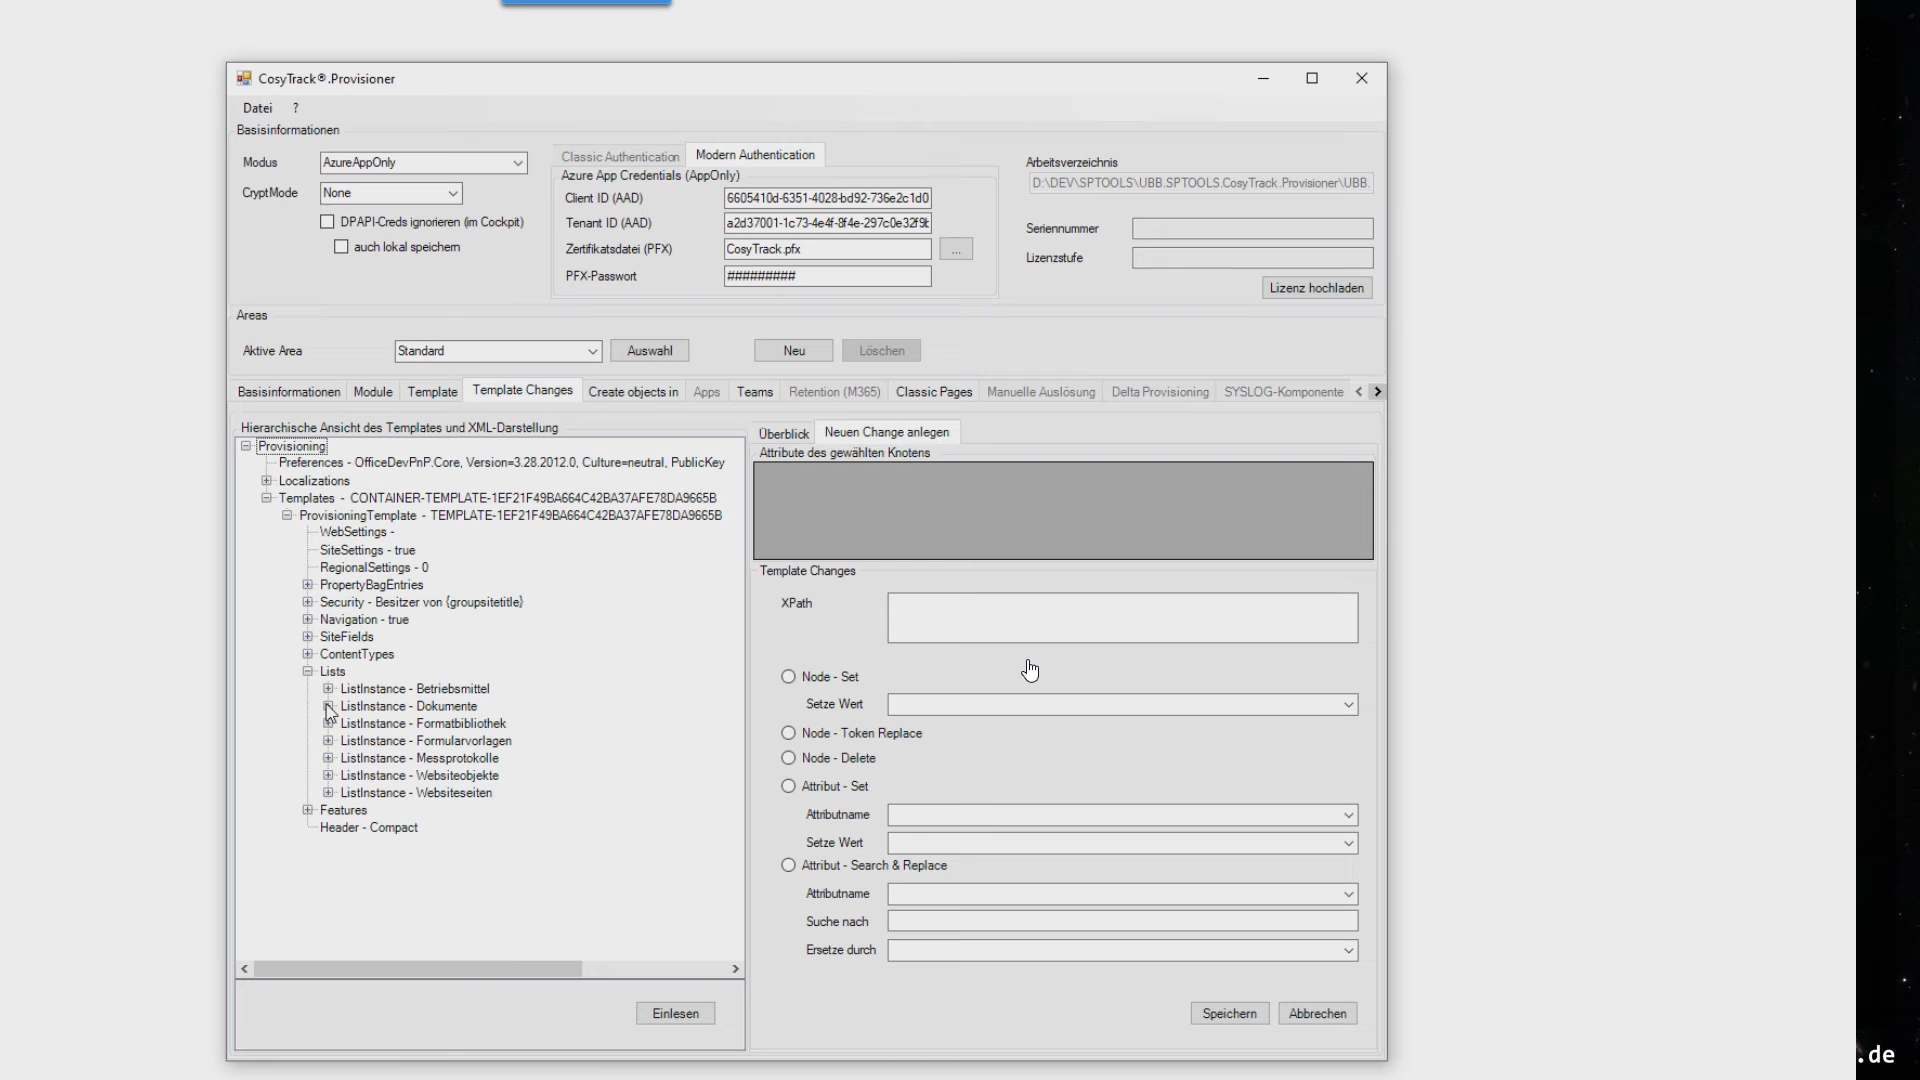 CosyTrack®.Provisioner
Datei ?
Basisinformationen
Modus AzureAppOnly
CryptMode None
DPAPI-Creds ignorieren (im Cockpit)
auch lokal speichern
Classic Authentication Modern Authentication
Azure App Credentials (AppOnly)
Client ID (AAD) 6605410d-6351-4028-bd92-736e2c1d0
Tenant ID (AAD) a2d37001-1c73-4e4f-8f4e-297c0e32f9b
Zertifikatsdatei (PFX) CosyTrack.pfx ...
PFX-Passwort #########
Arbeitsverzeichnis
D:\DEV\SPTOOLS\UBB.SPTOOLS.CosyTrack.Provisioner\UBB.
Seriennummer
Lizenzstufe
Lizenz hochladen
Areas
Aktive Area Standard Auswahl Neu Löschen
Basisinformationen Module Template Template Changes Create objects in Apps Teams Retention (M365) Classic Pages Manuelle Auslösung Delta Provisioning SYSLOG-Komponente
Hierarchische Ansicht des Templates und XML-Darstellung
Provisioning
Preferences - OfficeDevPnP.Core, Version=3.28.2012.0, Culture=neutral, PublicKey
Localizations
Templates - CONTAINER-TEMPLATE-1EF21F49BA664C42BA37AFE78DA9665B
ProvisioningTemplate - TEMPLATE-1EF21F49BA664C42BA37AFE78DA9665B
WebSettings -
SiteSettings - true
RegionalSettings - 0
PropertyBagEntries
Security - Besitzer von {groupsitetitle}
Navigation - true
SiteFields
ContentTypes
Lists
ListInstance - Betriebsmittel
ListInstance - Dokumente
ListInstance - Formatbibliothek
ListInstance - Formularvorlagen
ListInstance - Messprotokolle
ListInstance - Websiteobjekte
ListInstance - Websiteseiten
Features
Header - Compact
Einlesen
Überblick Neuen Change anlegen
Attribute des gewählten Knotens
Template Changes
XPath
Node - Set
Setze Wert
Node - Token Replace
Node - Delete
Attribut - Set
Attributname
Setze Wert
Attribut - Search & Replace
Attributname
Suche nach
Ersetze durch
Speichern Abbrechen
.de